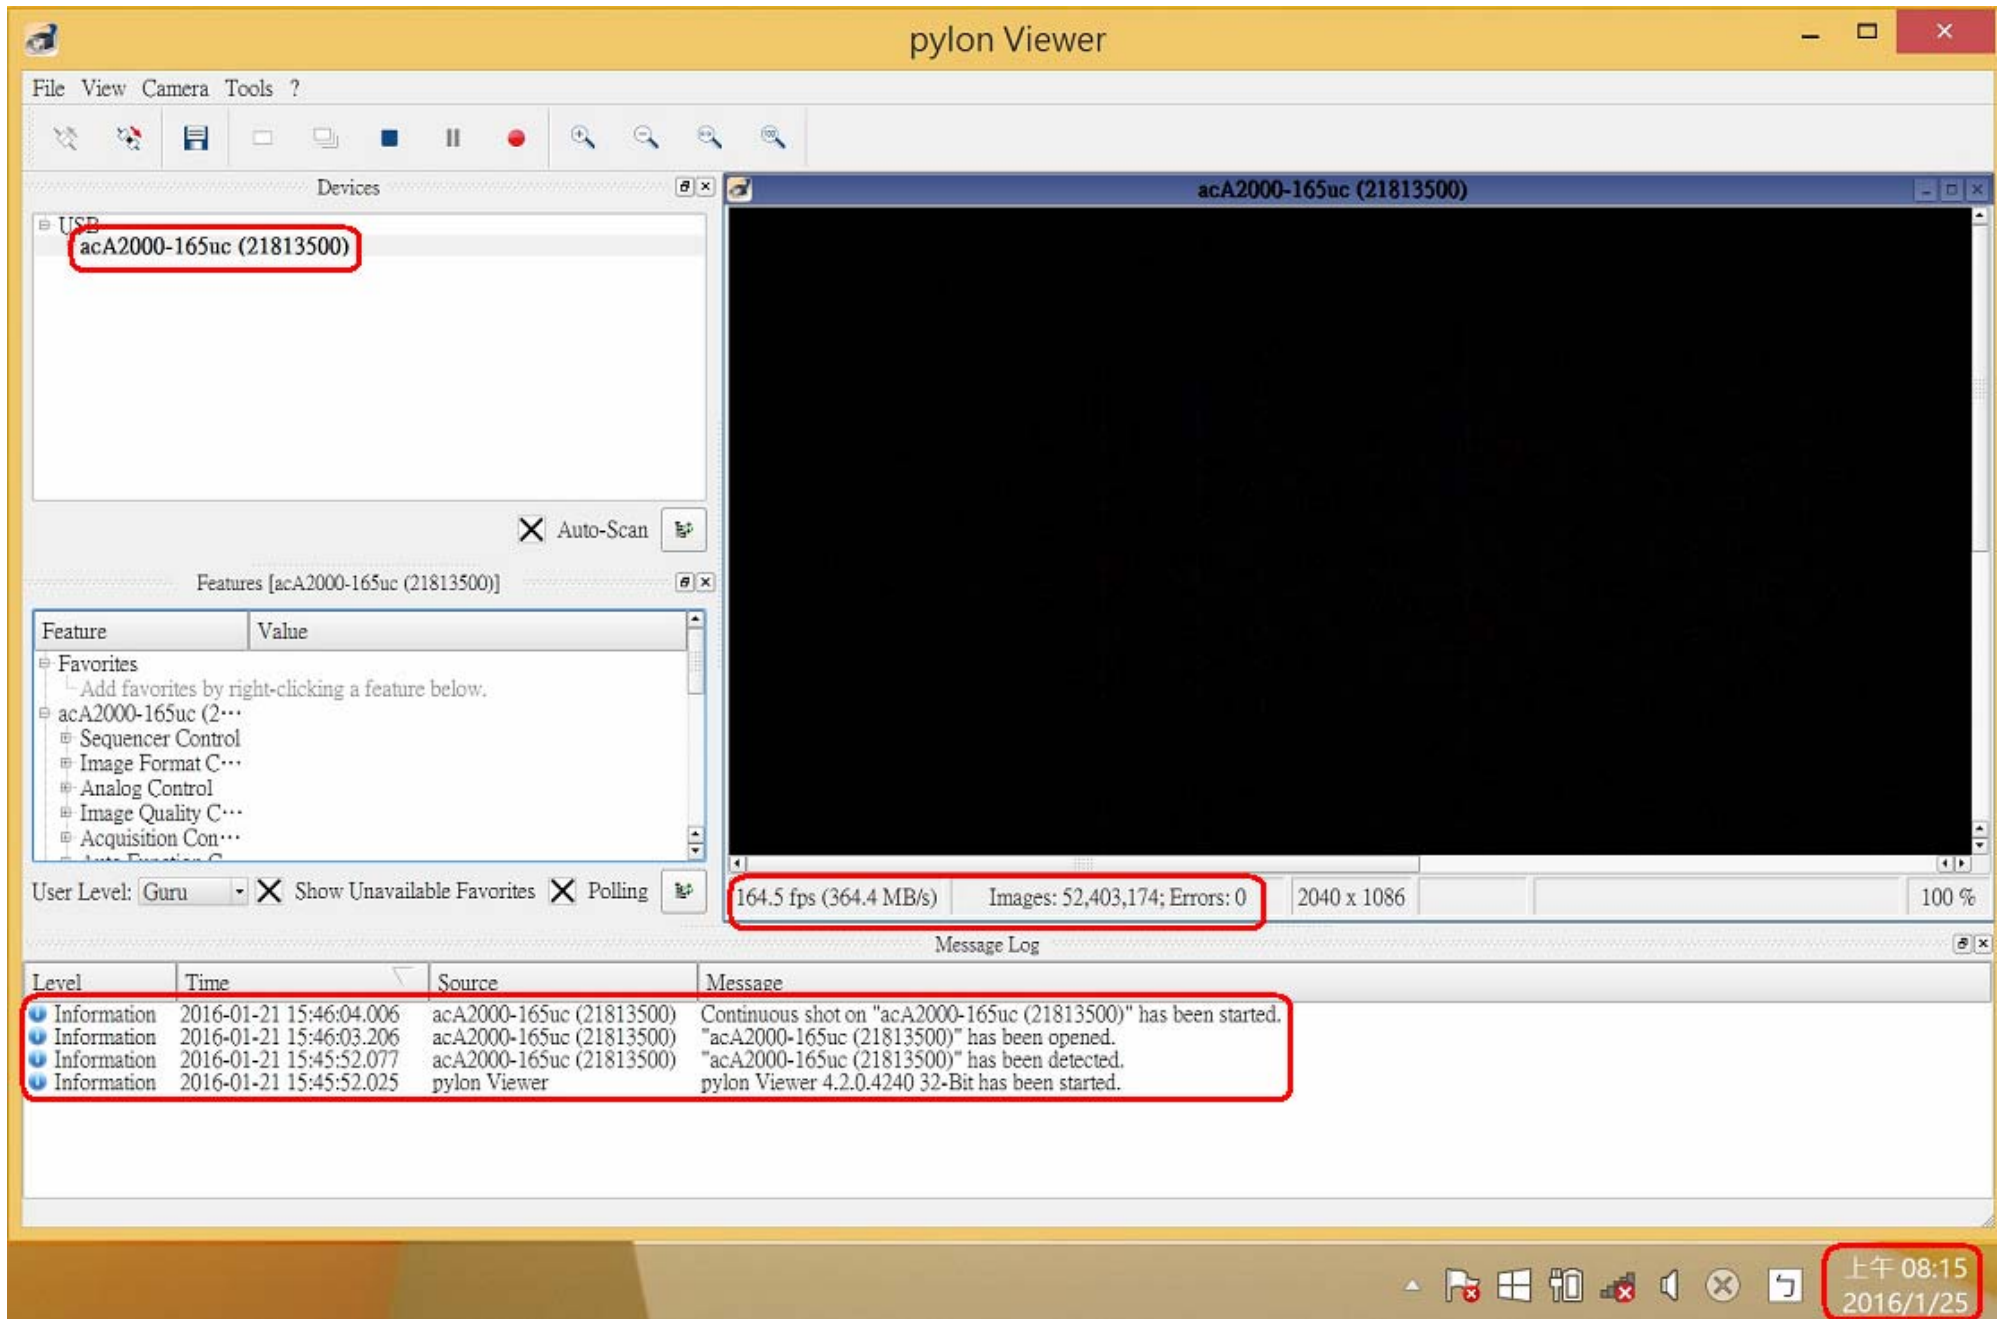 pylon Viewer
File View Camera Tools ?
Devices
USB
acA2000-165uc (21813500)
Auto-Scan
Features [acA2000-165uc (21813500)]
Feature Value
Favorites
Add favorites by right-clicking a feature below.
acA2000-165uc (2···
Sequencer Control
Image Format C···
Analog Control
Image Quality C···
Acquisition Con···
User Level: Guru Show Unavailable Favorites Polling
acA2000-165uc (21813500)
164.5 fps (364.4 MB/s) Images: 52,403,174; Errors: 0 2040 x 1086 100 %
Message Log
Level Time Source Message
Information 2016-01-21 15:46:04.006 acA2000-165uc (21813500) Continuous shot on "acA2000-165uc (21813500)" has been started.
Information 2016-01-21 15:46:03.206 acA2000-165uc (21813500) "acA2000-165uc (21813500)" has been opened.
Information 2016-01-21 15:45:52.077 acA2000-165uc (21813500) "acA2000-165uc (21813500)" has been detected.
Information 2016-01-21 15:45:52.025 pylon Viewer pylon Viewer 4.2.0.4240 32-Bit has been started.
ㄅ
上午 08:15
2016/1/25